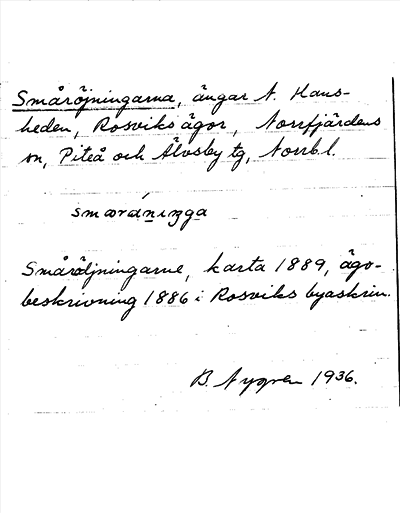 Småröjningarna, ängar N. Hans-
heden, Rosviks ägor, Norrfjärdens
sn, Piteå och Älvsby tg, Norrb. l.
Småröjningarne, karta 1889, ägo-
beskrivning 1886 i Rosviks byaskrin.
B. Nygren 1936.